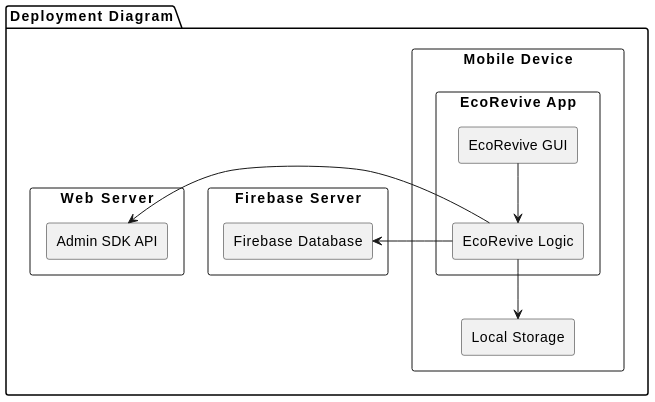 Deployment Diagram
Mobile Device
EcoRevive App
EcoRevive GUI
Web Server
Firebase Server
Admin SDK API
Firebase Database
EcoRevive Logic
Local Storage